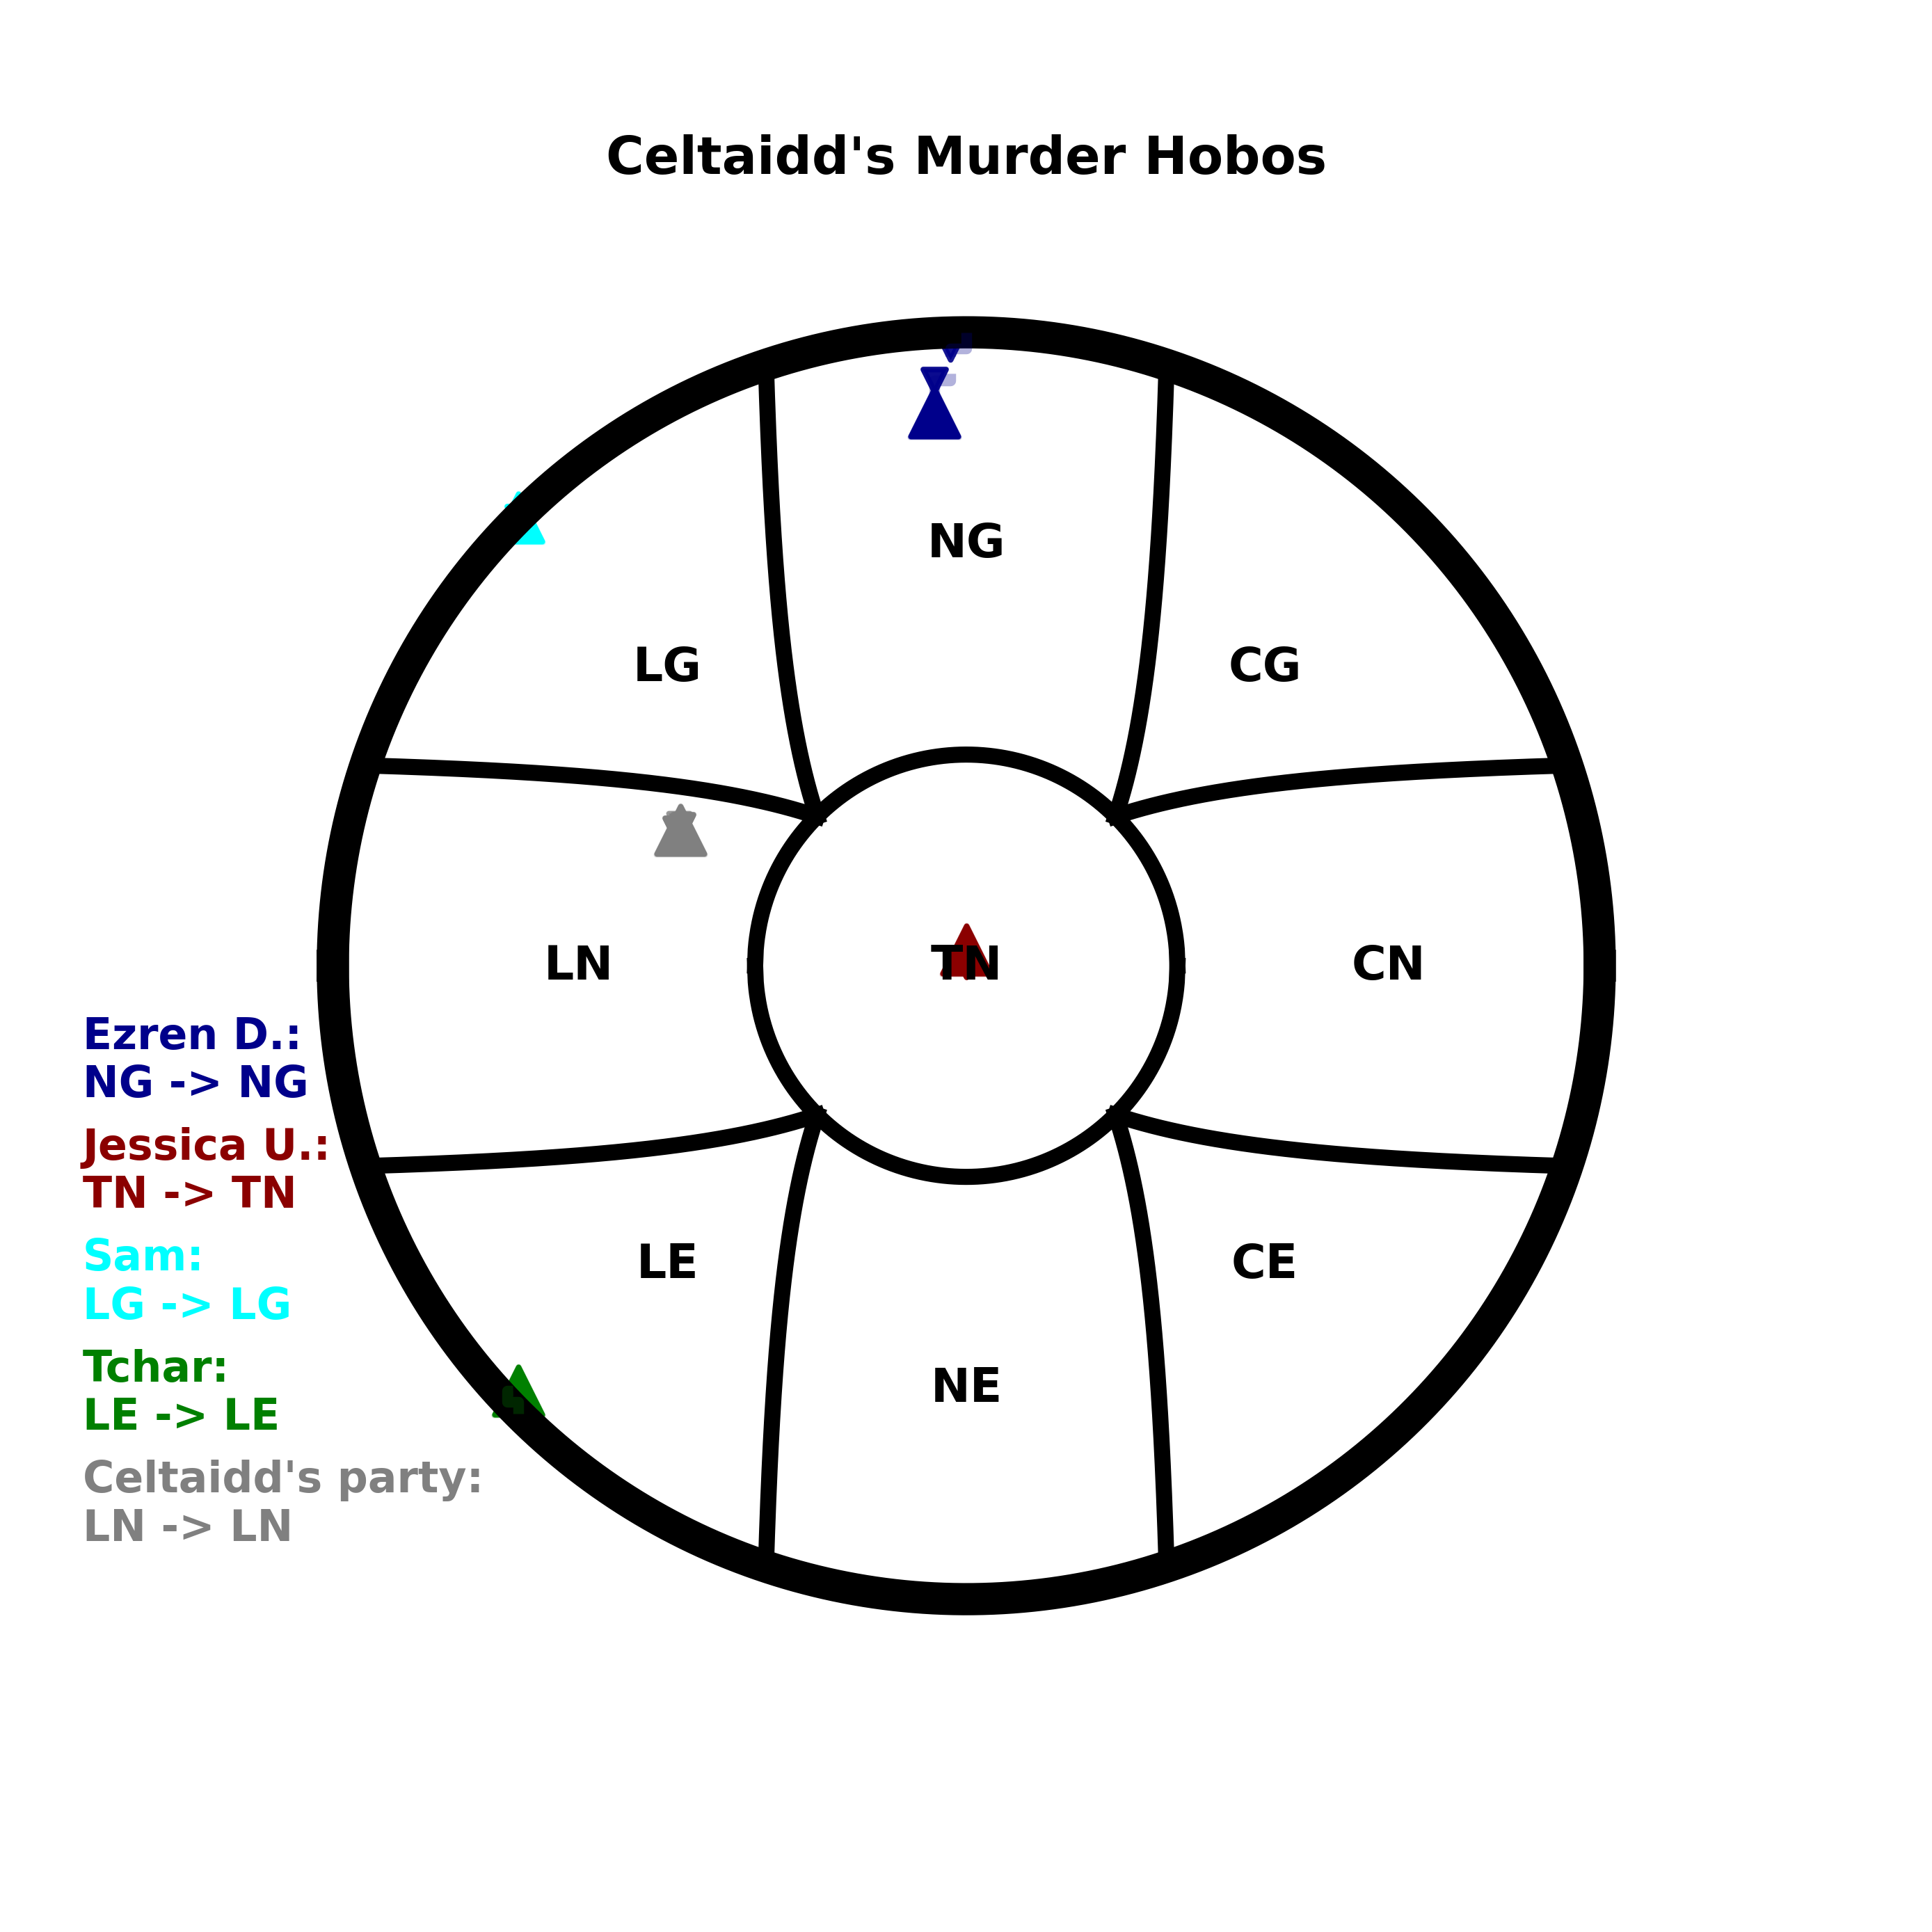 Celtaidd's Murder Hobos
NG
LG
CG
LN
TN
CN
Ezren D.:
NG -> NG
Jessica U.:
TN -> TN
Sam:
LG -> LG
Tchar:
LE -> LE
Celtaidd's party:
LN -> LN
LE
CE
NE